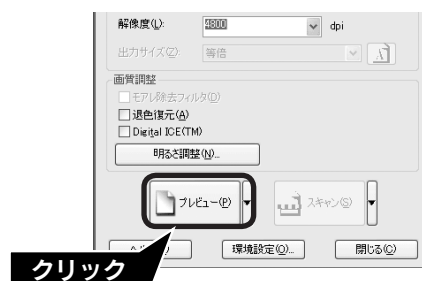 解像度(L): 4800 dpi
出力サイズ(Z): 等倍
画質調整
モアレ除去フィルタ(D)
退色復元(A)
Digital ICE(TM)
明るさ調整(N)...
プレビュー(P) スキャン(S)
環境設定(O)... 閉じる(C)
クリック